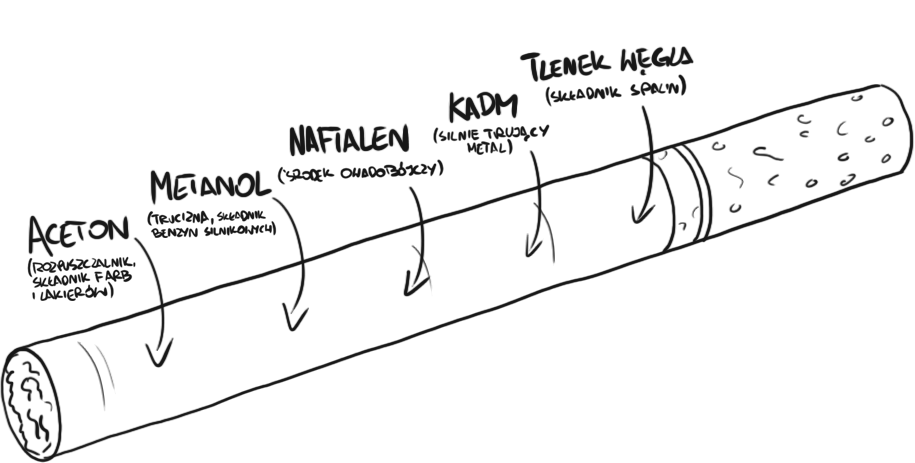 ACETON
(ROZPUSZCZALNIK,
SKŁADNIK FARB
I LAKIERÓW)
METANOL
(TRUCIZNA, SKŁADNIK
BENZYN SILNIKOWYCH)
NAFTALEN
(ŚRODEK OWADOBÓJCZY)
KADM
(SILNIE TRUJĄCY
METAL)
TLENEK WĘGLA
(SKŁADNIK SPALIN)